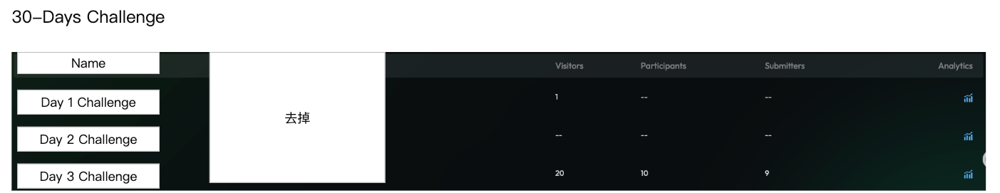 30-Days Challenge
Name Visitors Participants Submitters Analytics
Day 1 Challenge 1 -- --
去掉
Day 2 Challenge -- -- --
Day 3 Challenge 20 10 9